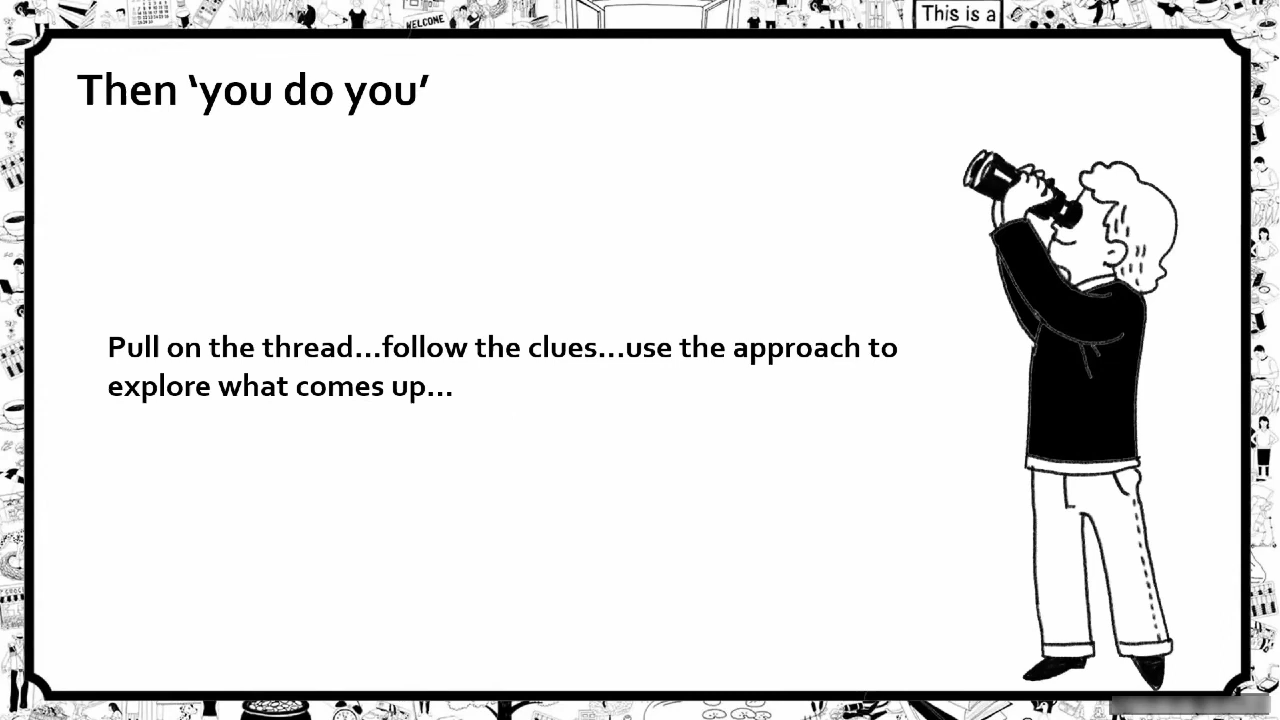 WELCOME
This is a
Then ‘you do you’
Pull on the thread...follow the clues...use the approach to
explore what comes up...